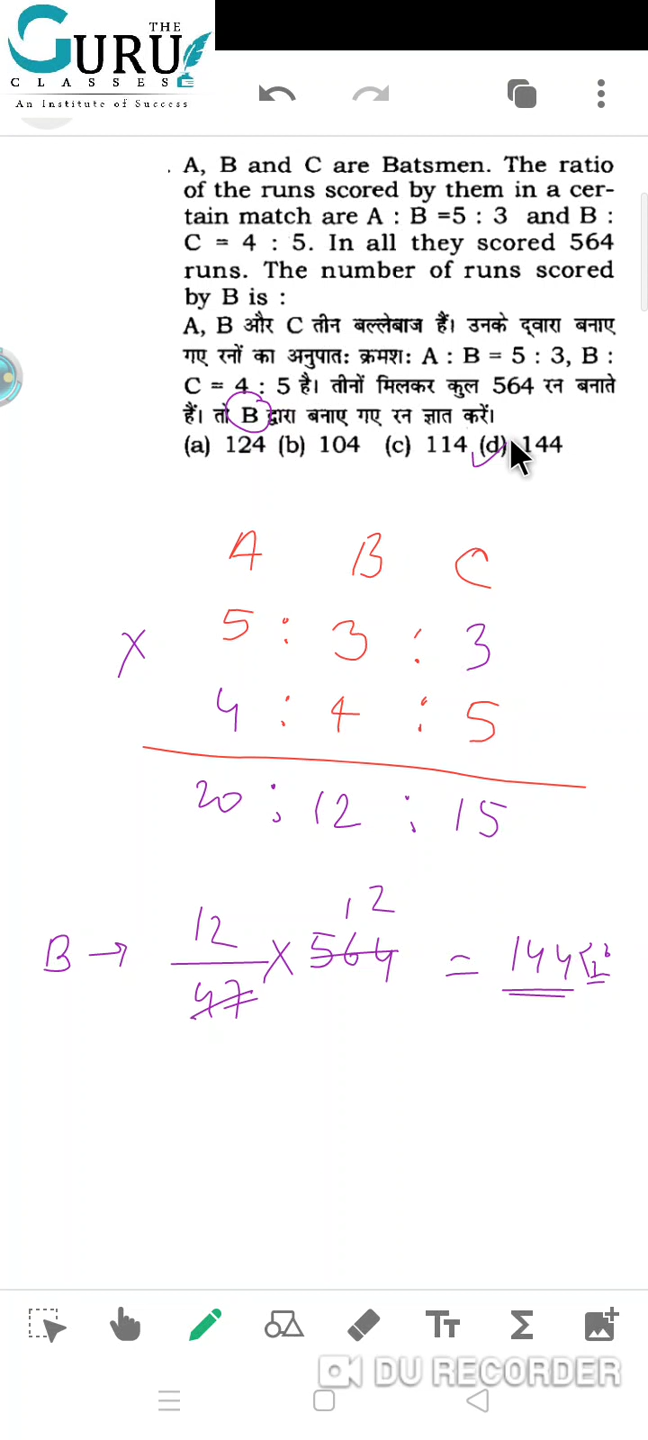 THE
GURU
CLASSES
An Institute of Success
. A, B and C are Batsmen. The ratio
of the runs scored by them in a cer-
tain match are A : B =5 : 3 and B :
C = 4 : 5. In all they scored 564
runs. The number of runs scored
by B is :
A, B और C तीन बल्लेबाज हैं। उनके द्वारा बनाए
गए रनों का अनुपातः क्रमशः A : B = 5 : 3, B :
C = 4 : 5 है। तीनों मिलकर कुल 564 रन बनाते
हैं। तो B द्वारा बनाए गए रन ज्ञात करें।
(a) 124 (b) 104 (c) 114 (d) 144
A B C
5 : 3 : 3
X
4 : 4 : 5
20 : 12 : 15
12
B → 12/47 X 564 = 144
Tт Σ
DU RECORDER